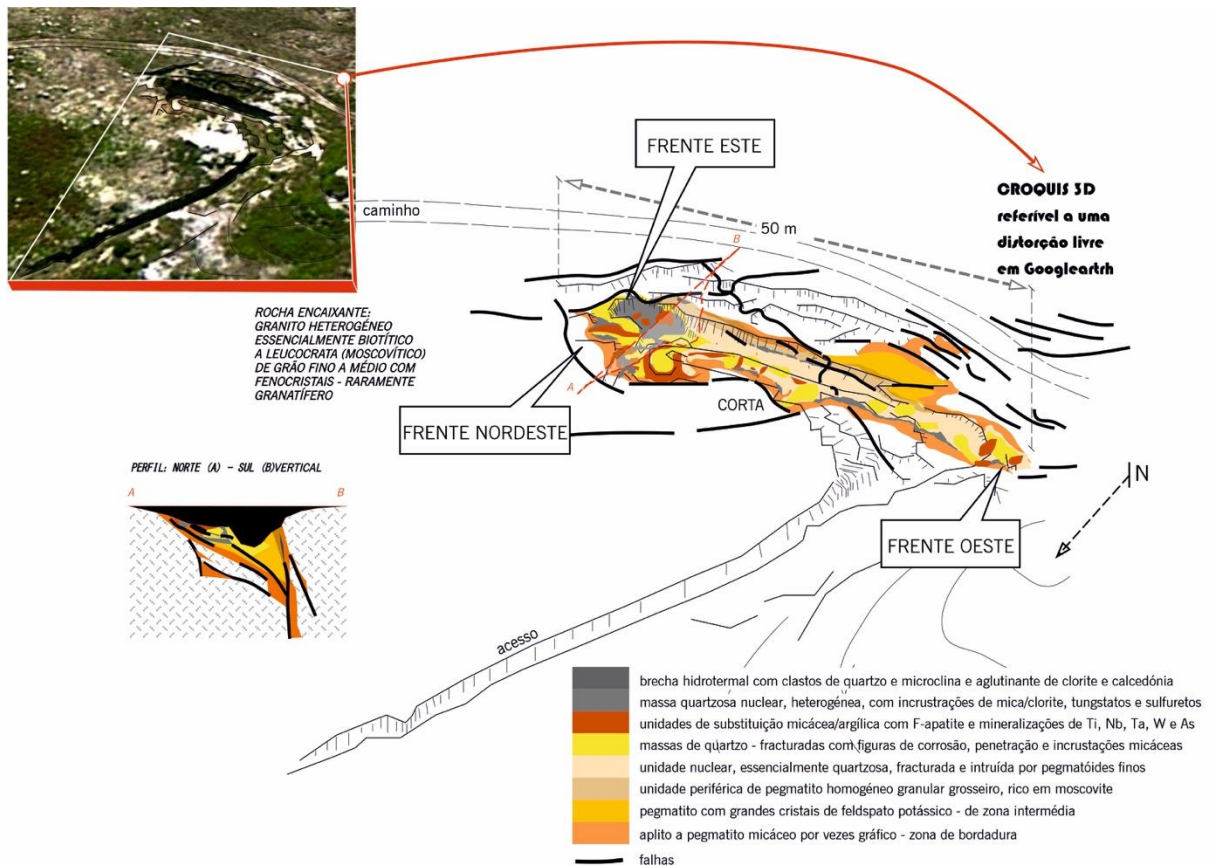 FRENTE ESTE
CROQUIS 3D
referível a uma
distorção livre
em Googleartrh
caminho
50 m
B
ROCHA ENCAIXANTE:
GRANITO HETEROGÉNEO
ESSENCIALMENTE BIOTÍTICO
A LEUCOCRATA (MOSCOVÍTICO)
DE GRÃO FINO A MÉDIO COM
FENOCRISTAIS - RARAMENTE
GRANATÍFERO
A
CORTA
FRENTE NORDESTE
PERFIL: NORTE (A) - SUL (B)VERTICAL
A
B
N
FRENTE OESTE
acesso
brecha hidrotermal com clastos de quartzo e microclina e aglutinante de clorite e calcedónia
massa quartzosa nuclear, heterogénea, com incrustrações de mica/clorite, tungstatos e sulfuretos
unidades de substituição micácea/argílica com F-apatite e mineralizações de Ti, Nb, Ta, W e As
massas de quartzo - fracturadas com figuras de corrosão, penetração e incrustações micáceas
unidade nuclear, essencialmente quartzosa, fracturada e intruída por pegmatóides finos
unidade periférica de pegmatito homogéneo granular grosseiro, rico em moscovite
pegmatito com grandes cristais de feldspato potássico - de zona intermédia
aplito a pegmatito micáceo por vezes gráfico - zona de bordadura
falhas